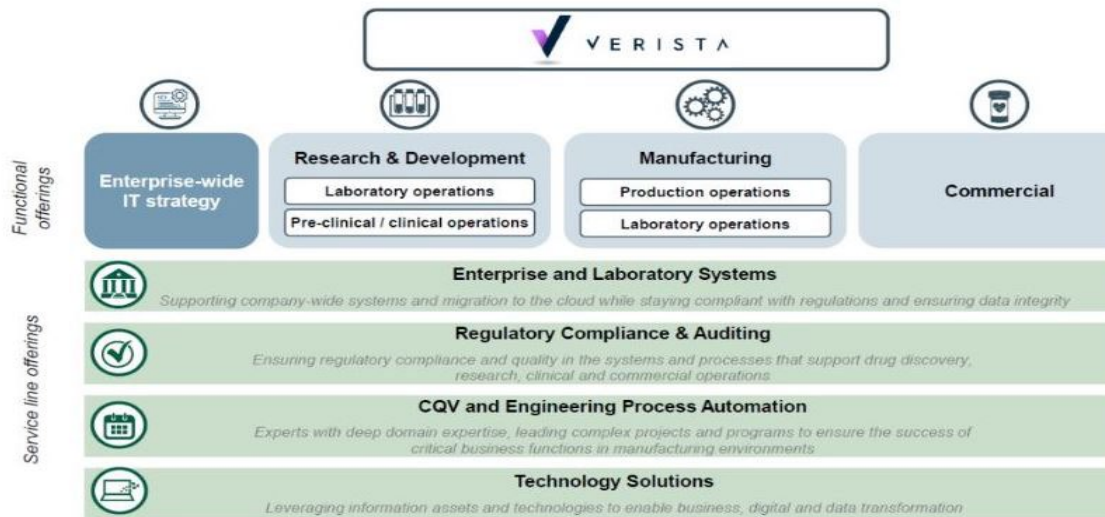 VERISTA
Functional
offerings
Enterprise-wide
IT strategy
Research & Development
Laboratory operations
Pre-clinical / clinical operations
Manufacturing
Production operations
Laboratory operations
Commercial
Service line offerings
Enterprise and Laboratory Systems
Supporting company-wide systems and migration to the cloud while staying compliant with regulations and ensuring data integrity
Regulatory Compliance & Auditing
Ensuring regulatory compliance and quality in the systems and processes that support drug discovery,
research, clinical and commercial operations
CQV and Engineering Process Automation
Experts with deep domain expertise, leading complex projects and programs to ensure the success of
critical business functions in manufacturing environments
Technology Solutions
Leveraging information assets and technologies to enable business, digital and data transformation